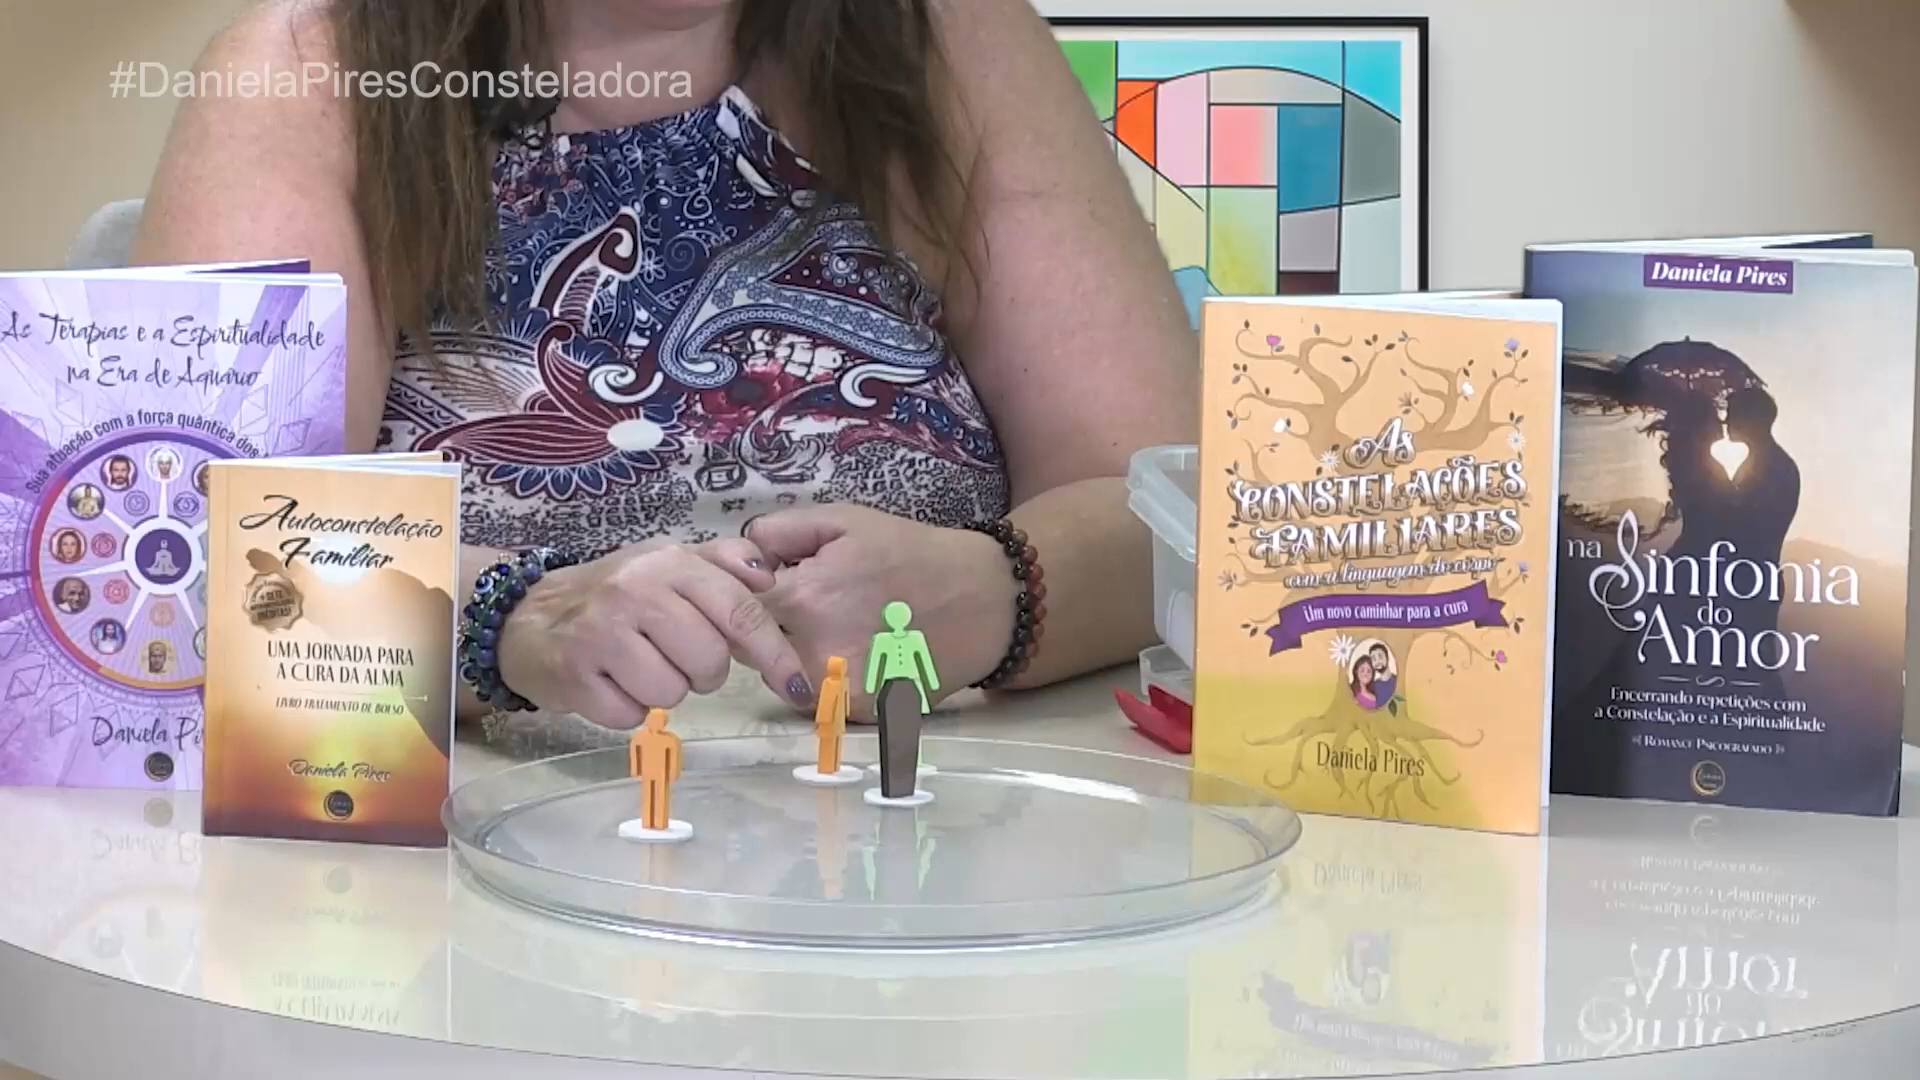 #DanielaPiresConsteladora
As Terapias e a Espiritualidade
na Era de Aquário
Sua atuação com a força quântica dos
Daniela Pi
Autoconstelação
Familiar
UMA JORNADA PARA
A CURA DA ALMA
LIVRO TRATAMENTO DE BOLSO
Daniela Pires
As
CONSTELAÇÕES
FAMILIARES
com a linguagem do corpo
Um novo caminhar para a cura
Daniela Pires
Daniela Pires
na Sinfonia
do
Amor
Encerrando repetições com
a Constelação e a Espiritualidade
ROMANCE PSICOGRAFADO